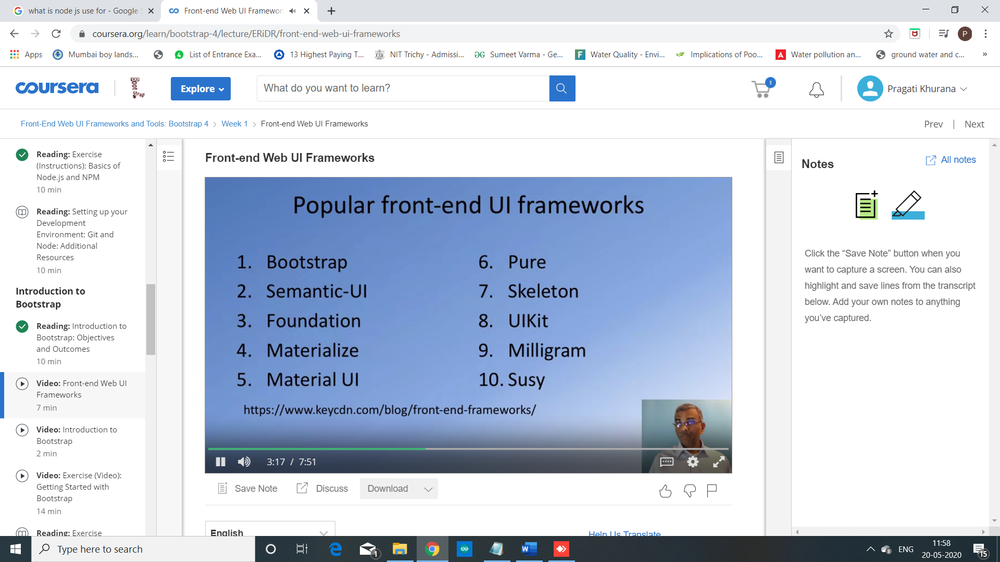 what is node js use for - Google
Front-end Web UI Framewor
coursera.org/learn/bootstrap-4/lecture/ERiDR/front-end-web-ui-frameworks
P
Apps
Mumbai boy lands...
4
List of Entrance Exa...
13 Highest Paying T...
NIT Trichy - Admissi...
GG Sumeet Varma - Ge...
F
Water Quality - Envi...
Implications of Poo...
A
Water pollution an...
ground water and c...
»
coursera
Boot
strap
Explore
What do you want to learn?
1
Pragati Khurana
Front-End Web UI Frameworks and Tools: Bootstrap 4 > Week 1 > Front-end Web UI Frameworks
Prev | Next
Reading: Exercise
(Instructions): Basics of
Node.js and NPM
10 min
Reading: Setting up your
Development
Environment: Git and
Node: Additional
Resources
10 min
Introduction to
Bootstrap
Reading: Introduction to
Bootstrap: Objectives
and Outcomes
10 min
Video: Front-end Web UI
Frameworks
7 min
Video: Introduction to
Bootstrap
2 min
Video: Exercise (Video):
Getting Started with
Bootstrap
14 min
Reading: Exercise
Front-end Web UI Frameworks
Popular front-end UI frameworks
1. Bootstrap
2. Semantic-UI
3. Foundation
4. Materialize
5. Material UI
6. Pure
7. Skeleton
8. UIKit
9. Milligram
10. Susy
https://www.keycdn.com/blog/front-end-frameworks/
3:17 / 7:51
Save Note
Discuss
Download
English
Help Us Translate
Notes
All notes
Click the “Save Note” button when you
want to capture a screen. You can also
highlight and save lines from the transcript
below. Add your own notes to anything
you’ve captured.
Type here to search
1
W
ENG
11:58
20-05-2020
15